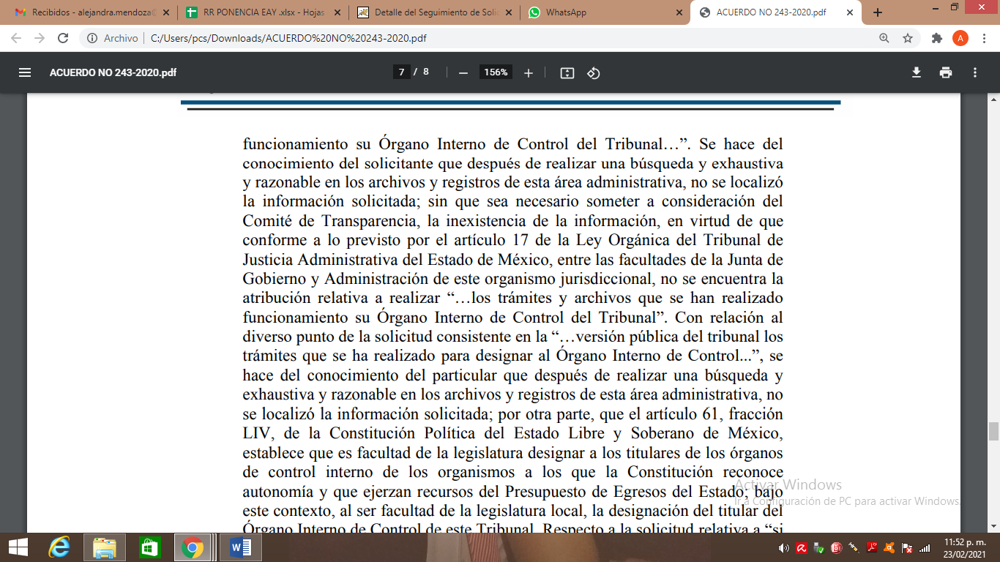 Recibidos - alejandra.mendoza@
RR PONENCIA EAY .xlsx - Hojas
Detalle del Seguimiento de Solic
WhatsApp
ACUERDO NO 243-2020.pdf
Archivo
C:/Users/pcs/Downloads/ACUERDO%20NO%20243-2020.pdf
A
ACUERDO NO 243-2020.pdf
7 / 8
156%
funcionamiento su Órgano Interno de Control del Tribunal…”. Se hace del
conocimiento del solicitante que después de realizar una búsqueda y exhaustiva
y razonable en los archivos y registros de esta área administrativa, no se localizó
la información solicitada; sin que sea necesario someter a consideración del
Comité de Transparencia, la inexistencia de la información, en virtud de que
conforme a lo previsto por el artículo 17 de la Ley Orgánica del Tribunal de
Justicia Administrativa del Estado de México, entre las facultades de la Junta de
Gobierno y Administración de este organismo jurisdiccional, no se encuentra la
atribución relativa a realizar “…los trámites y archivos que se han realizado
funcionamiento su Órgano Interno de Control del Tribunal”. Con relación al
diverso punto de la solicitud consistente en la “…versión pública del tribunal los
trámites que se ha realizado para designar al Órgano Interno de Control...”, se
hace del conocimiento del particular que después de realizar una búsqueda y
exhaustiva y razonable en los archivos y registros de esta área administrativa, no
se localizó la información solicitada; por otra parte, que el artículo 61, fracción
LIV, de la Constitución Política del Estado Libre y Soberano de México,
establece que es facultad de la legislatura designar a los titulares de los órganos
de control interno de los organismos a los que la Constitución reconoce
autonomía y que ejerzan recursos del Presupuesto de Egresos del Estado; bajo
este contexto, al ser facultad de la legislatura local, la designación del titular del
Órgano Interno de Control de este Tribunal. Respecto a la solicitud relativa a “si
Activar Windows
Ir a Configuración de PC para activar Windows.
11:52 p. m.
23/02/2021